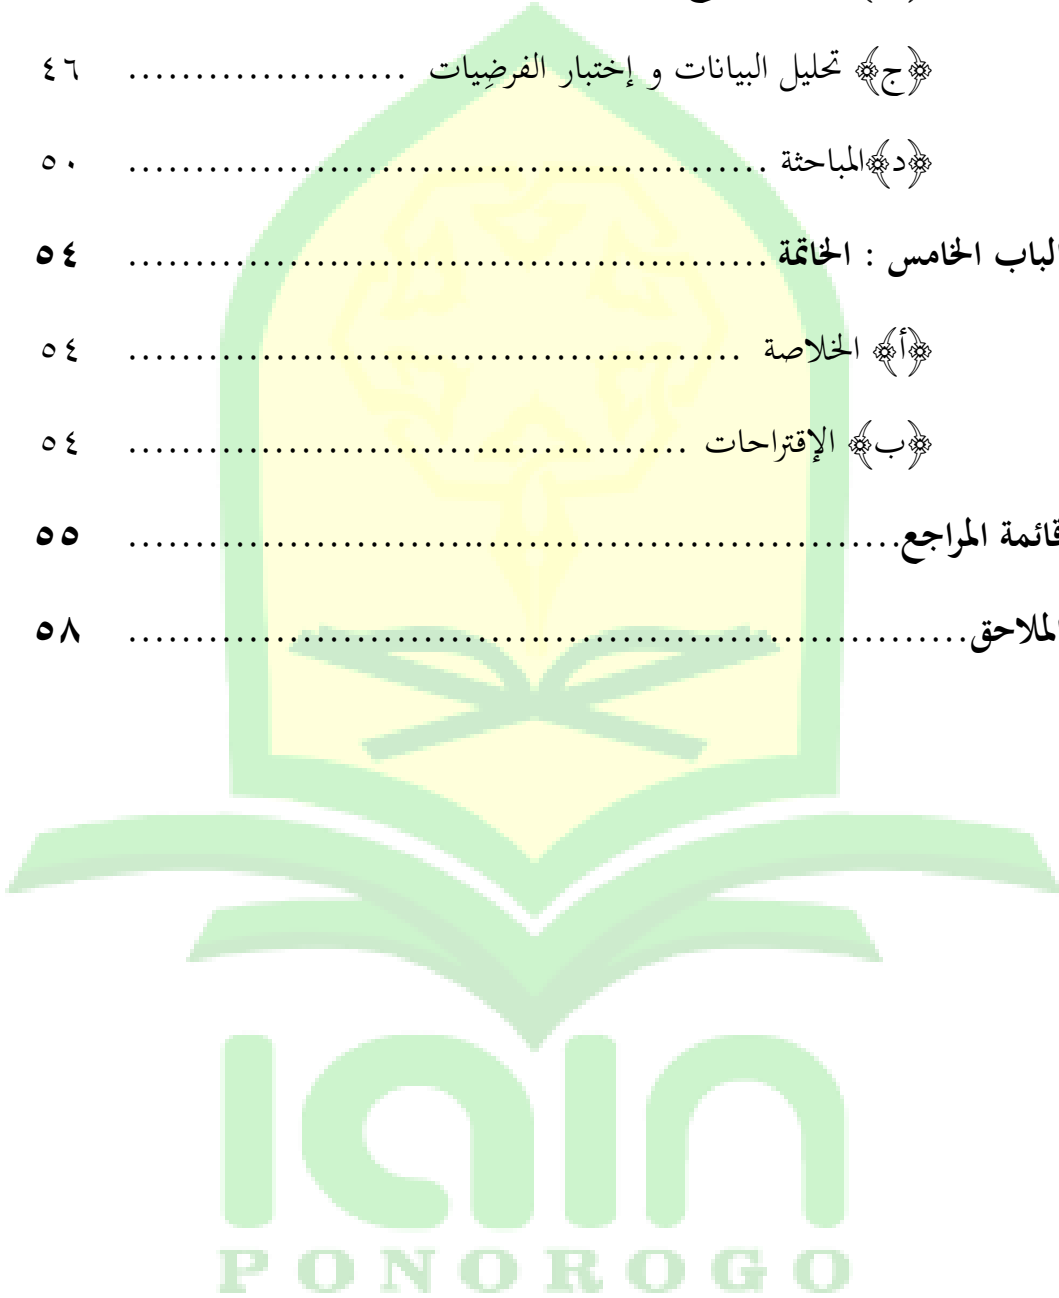 ﴿ج﴾ تحليل البيانات و إختبار الفرضِيات ..................... ٤٦
﴿د﴾المباحثة ................................................ ٥٠
الباب الخامس : الخاتمة ................................................ ٥٤
﴿أ﴾ الخلاصة .............................................. ٥٤
﴿ب﴾ الإقتراحات .......................................... ٥٤
قائمة المراجع.......................................................... ٥٥
الملاحق............................................................... ٥٨
IAIN
PONOROGO